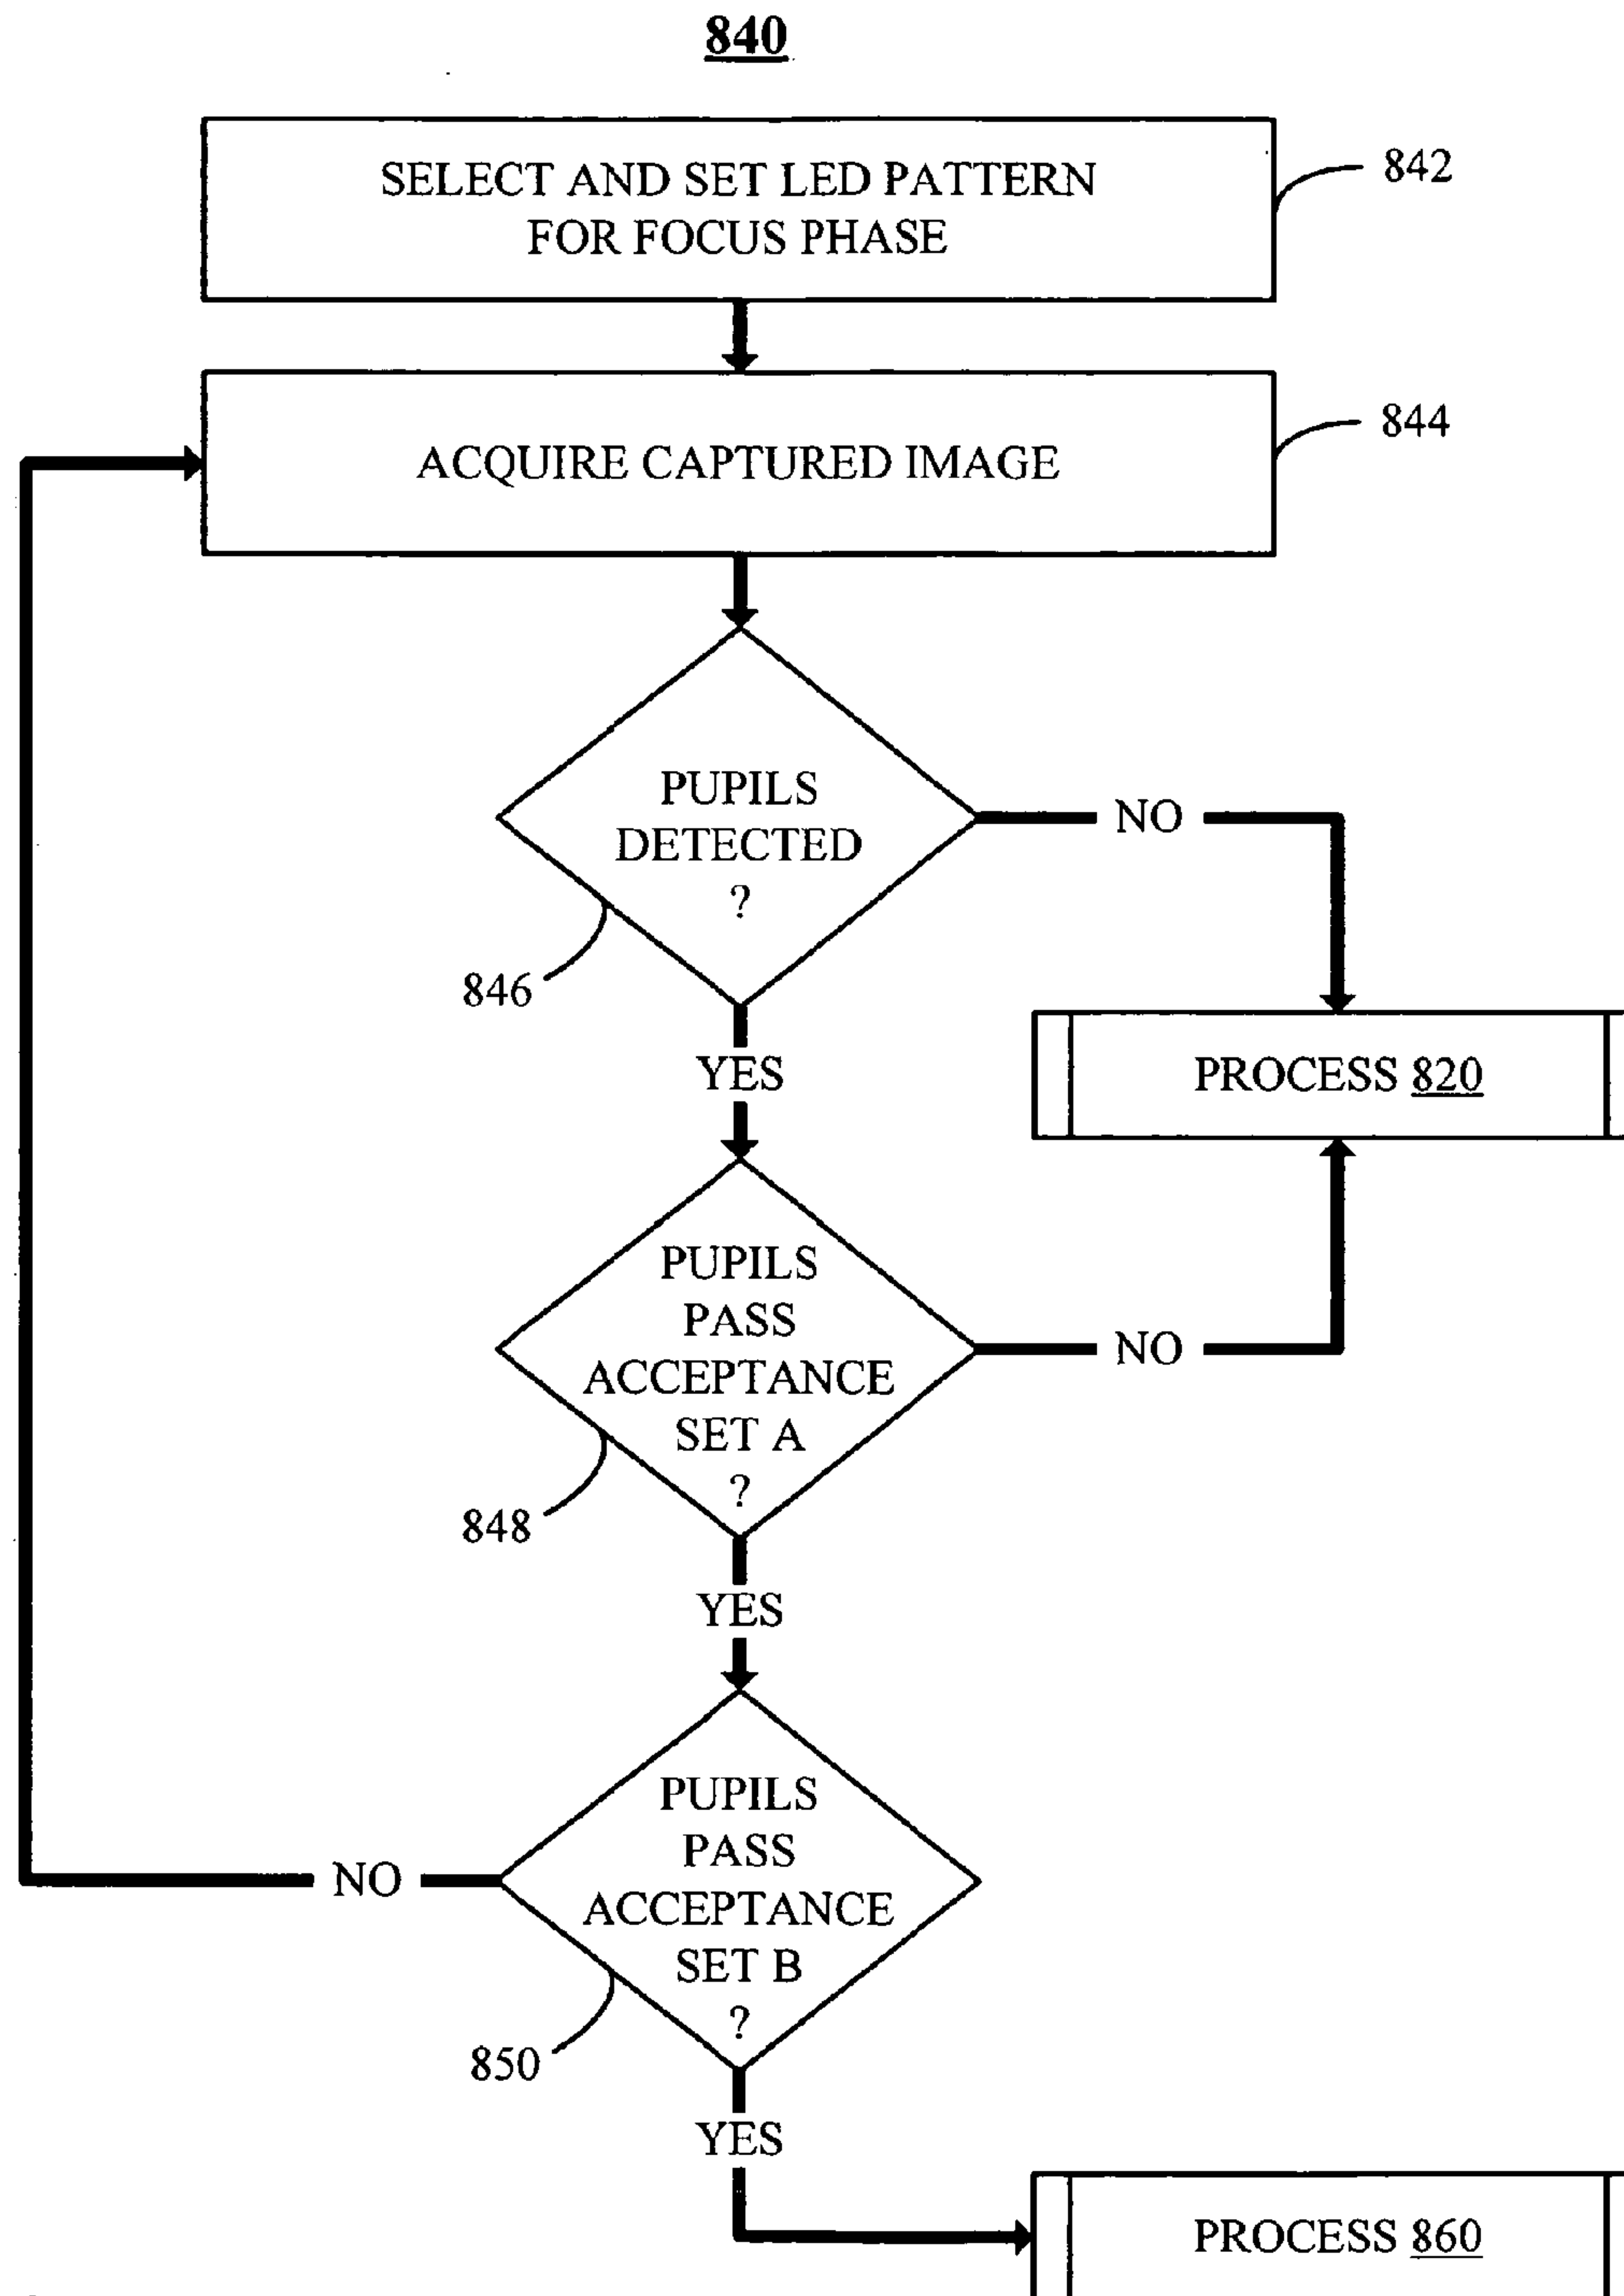 840
SELECT AND SET LED PATTERN
FOR FOCUS PHASE
842
ACQUIRE CAPTURED IMAGE
844
PUPILS
DETECTED
?
NO
846
YES
PROCESS 820
PUPILS
PASS
ACCEPTANCE
SET A
?
NO
848
YES
PUPILS
PASS
ACCEPTANCE
SET B
?
NO
850
YES
PROCESS 860